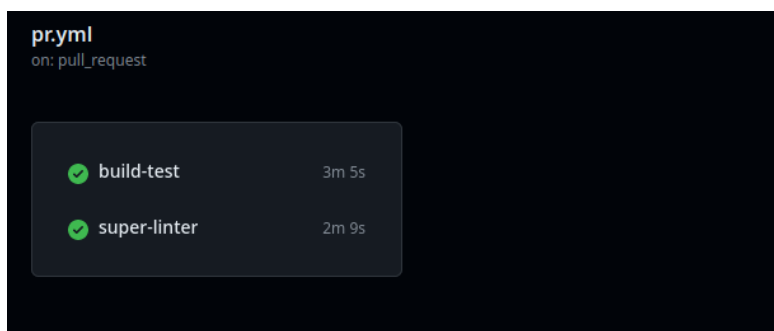 pr.yml
on: pull_request
build-test 3m 5s
super-linter 2m 9s